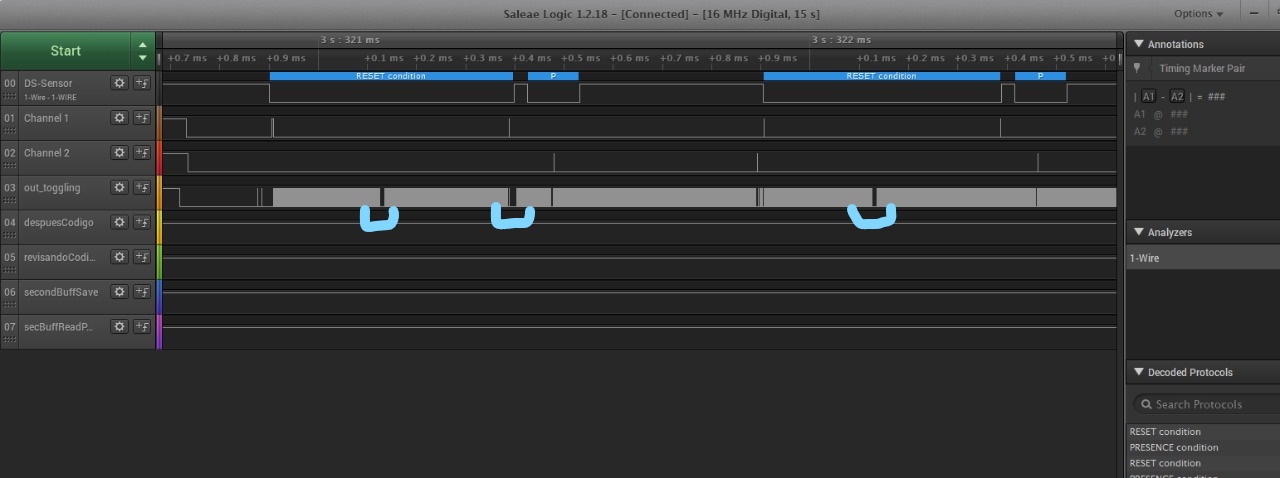 Saleae Logic 1.2.18 - [Connected] - [16 MHz Digital, 15 s]
Options
Start
3 s : 321 ms
3 s : 322 ms
+0.7 ms +0.8 ms +0.9 ms +0.1 ms +0.2 ms +0.3 ms +0.4 ms +0.5 ms +0.6 ms +0.7 ms +0.8 ms +0.9 ms +0.1 ms +0.2 ms +0.3 ms +0.4 ms +0.5 ms +0
Annotations
Timing Marker Pair
| A1 - A2 | = ###
A1 @ ###
A2 @ ###
00 DS-Sensor
1-Wire - 1-WIRE
RESET condition P RESET condition P
01 Channel 1
02 Channel 2
03 out_toggling
04 despuesCodigo
05 revisandoCodi...
06 secondBuffSave
07 secBuffReadP...
Analyzers
1-Wire
Decoded Protocols
Search Protocols
RESET condition
PRESENCE condition
RESET condition
PRESENCE condition